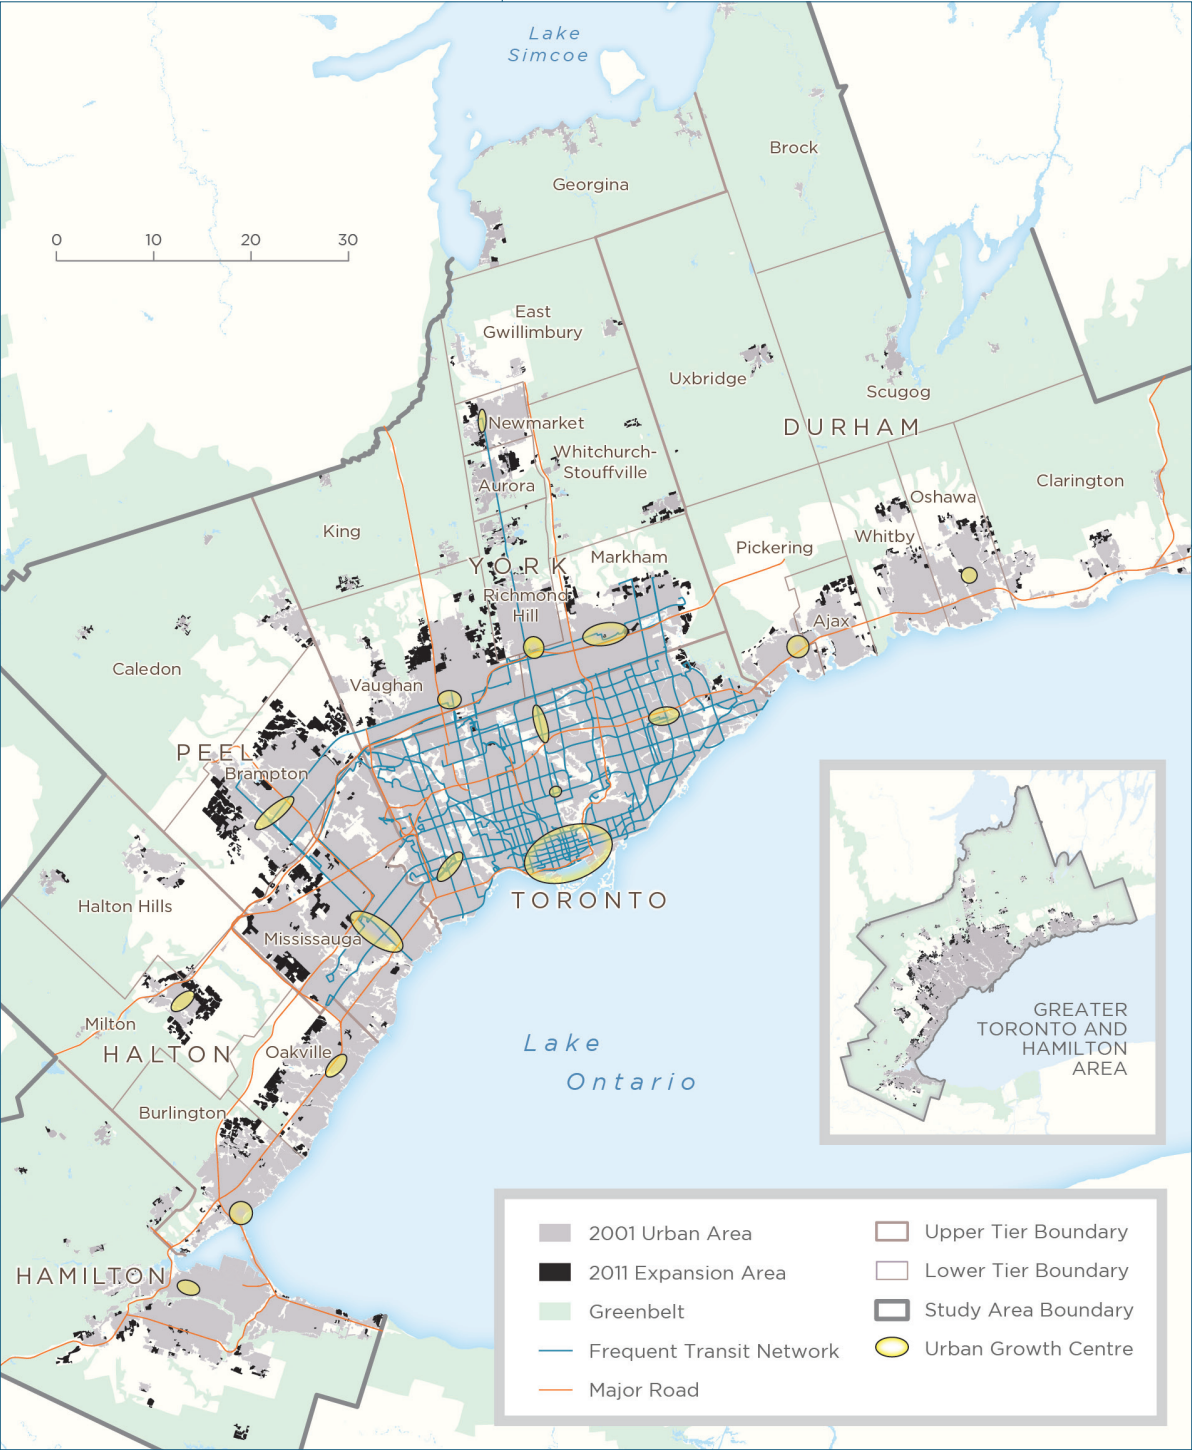 Lake
Simcoe
Brock
Georgina
0 10 20 30
East
Gwillimbury
Uxbridge
Scugog
Newmarket
DURHAM
Whitchurch-
Stouffville
Aurora
Clarington
Oshawa
King
Whitby
Pickering
Markham
YORK
Richmond
Hill
Ajax
Caledon
Vaughan
PEEL
Brampton
TORONTO
Halton Hills
Mississauga
Milton
HALTON
Oakville
Burlington
Lake
Ontario
GREATER
TORONTO AND
HAMILTON
AREA
HAMILTON
2001 Urban Area
2011 Expansion Area
Greenbelt
Frequent Transit Network
Major Road
Upper Tier Boundary
Lower Tier Boundary
Study Area Boundary
Urban Growth Centre